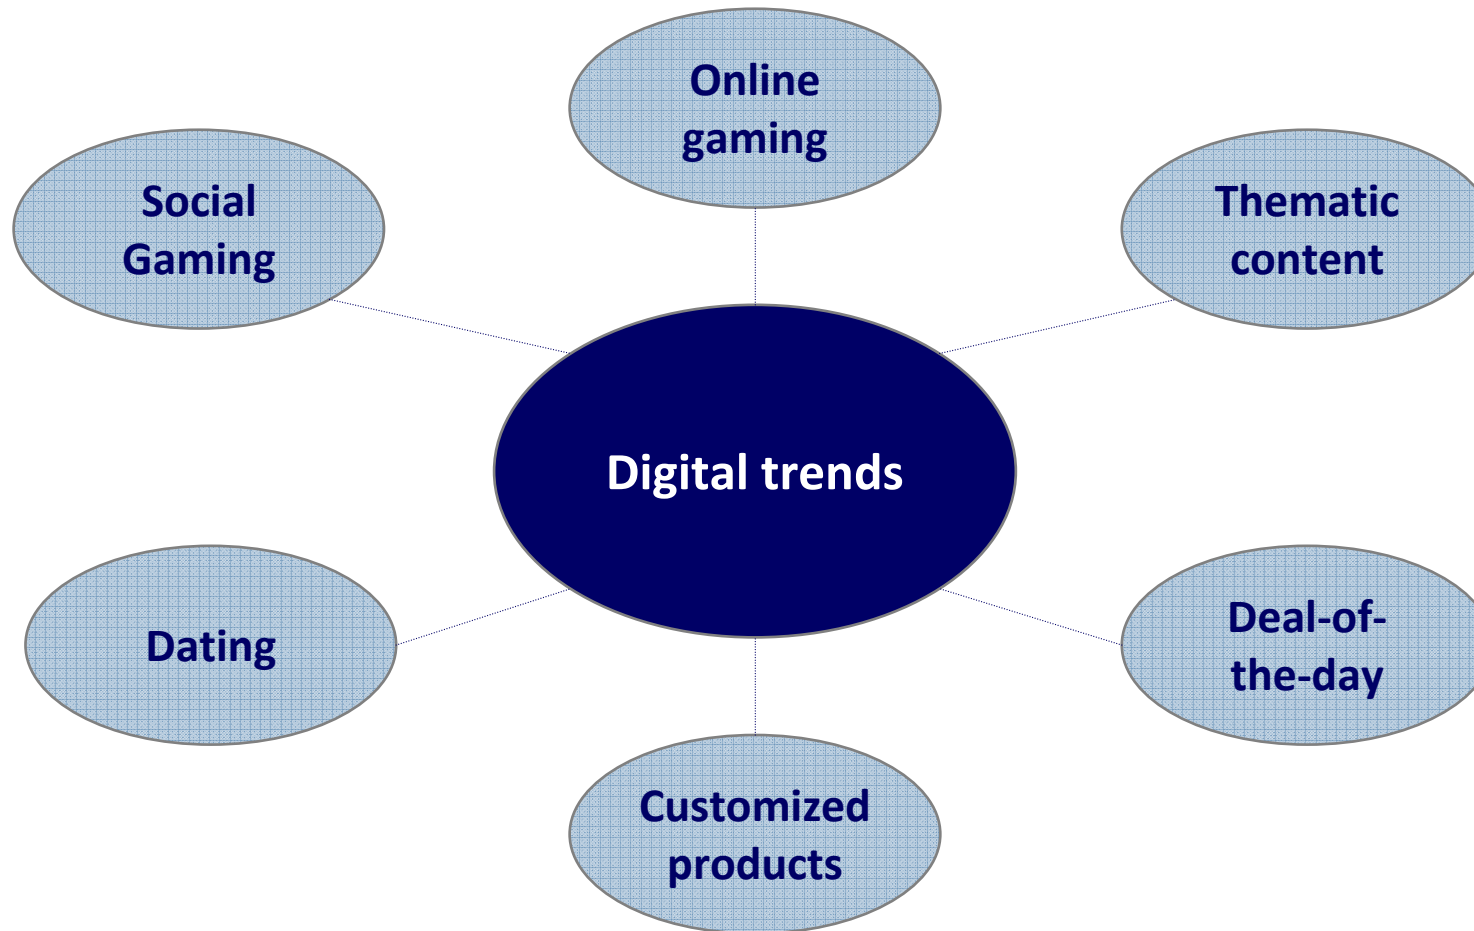 Online
gaming
Social
Gaming
Thematic
content
Digital trends
Dating
Deal-of-
the-day
Customized
products